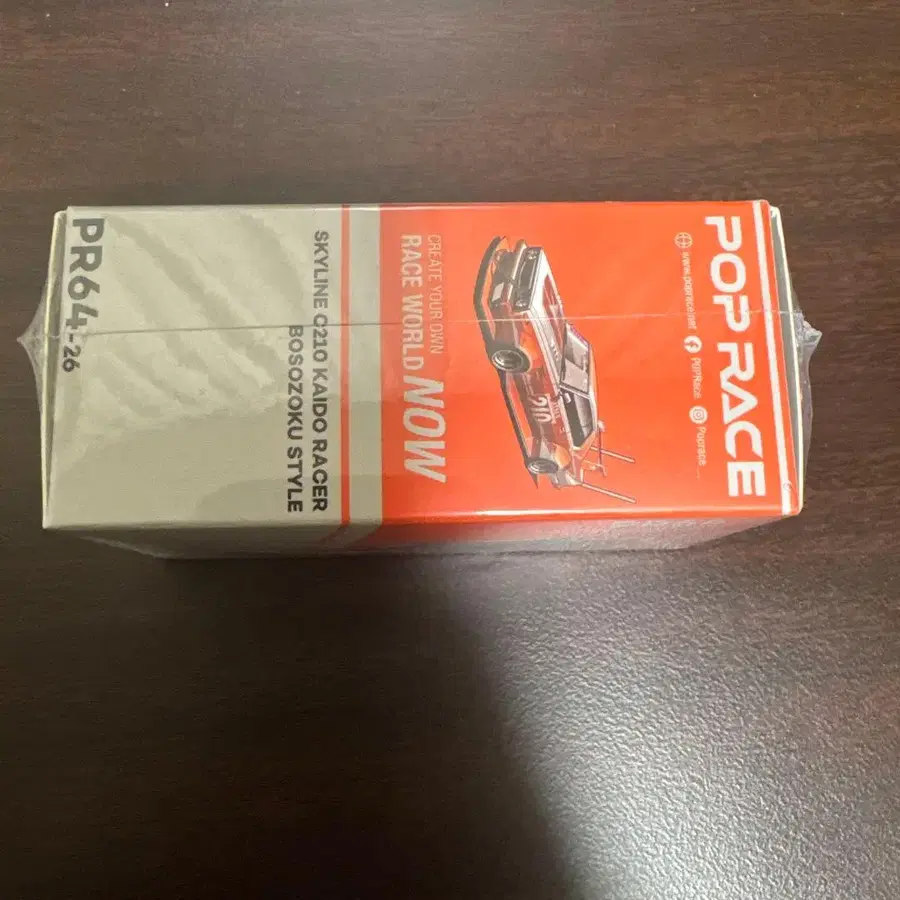 POP RACE
www.poprace.net POPRace Poprace__
210
CREATE YOUR OWN
RACE WORLD NOW
SKYLINE C210 KAIDO RACER
BOSOZOKU STYLE
PR64-26